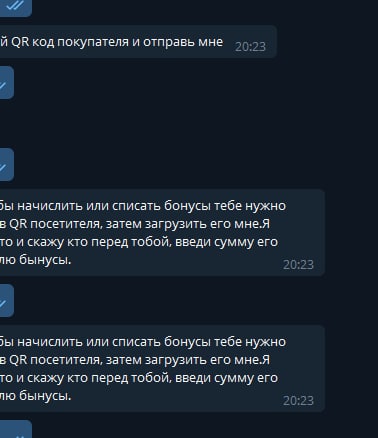 й QR код покупателя и отправь мне
20:23
бы начислить или списать бонусы тебе нужно
в QR посетителя, затем загрузить его мне.Я
то и скажу кто перед тобой, введи сумму его
лю бынусы.
20:23
бы начислить или списать бонусы тебе нужно
в QR посетителя, затем загрузить его мне.Я
то и скажу кто перед тобой, введи сумму его
лю бынусы.
20:23